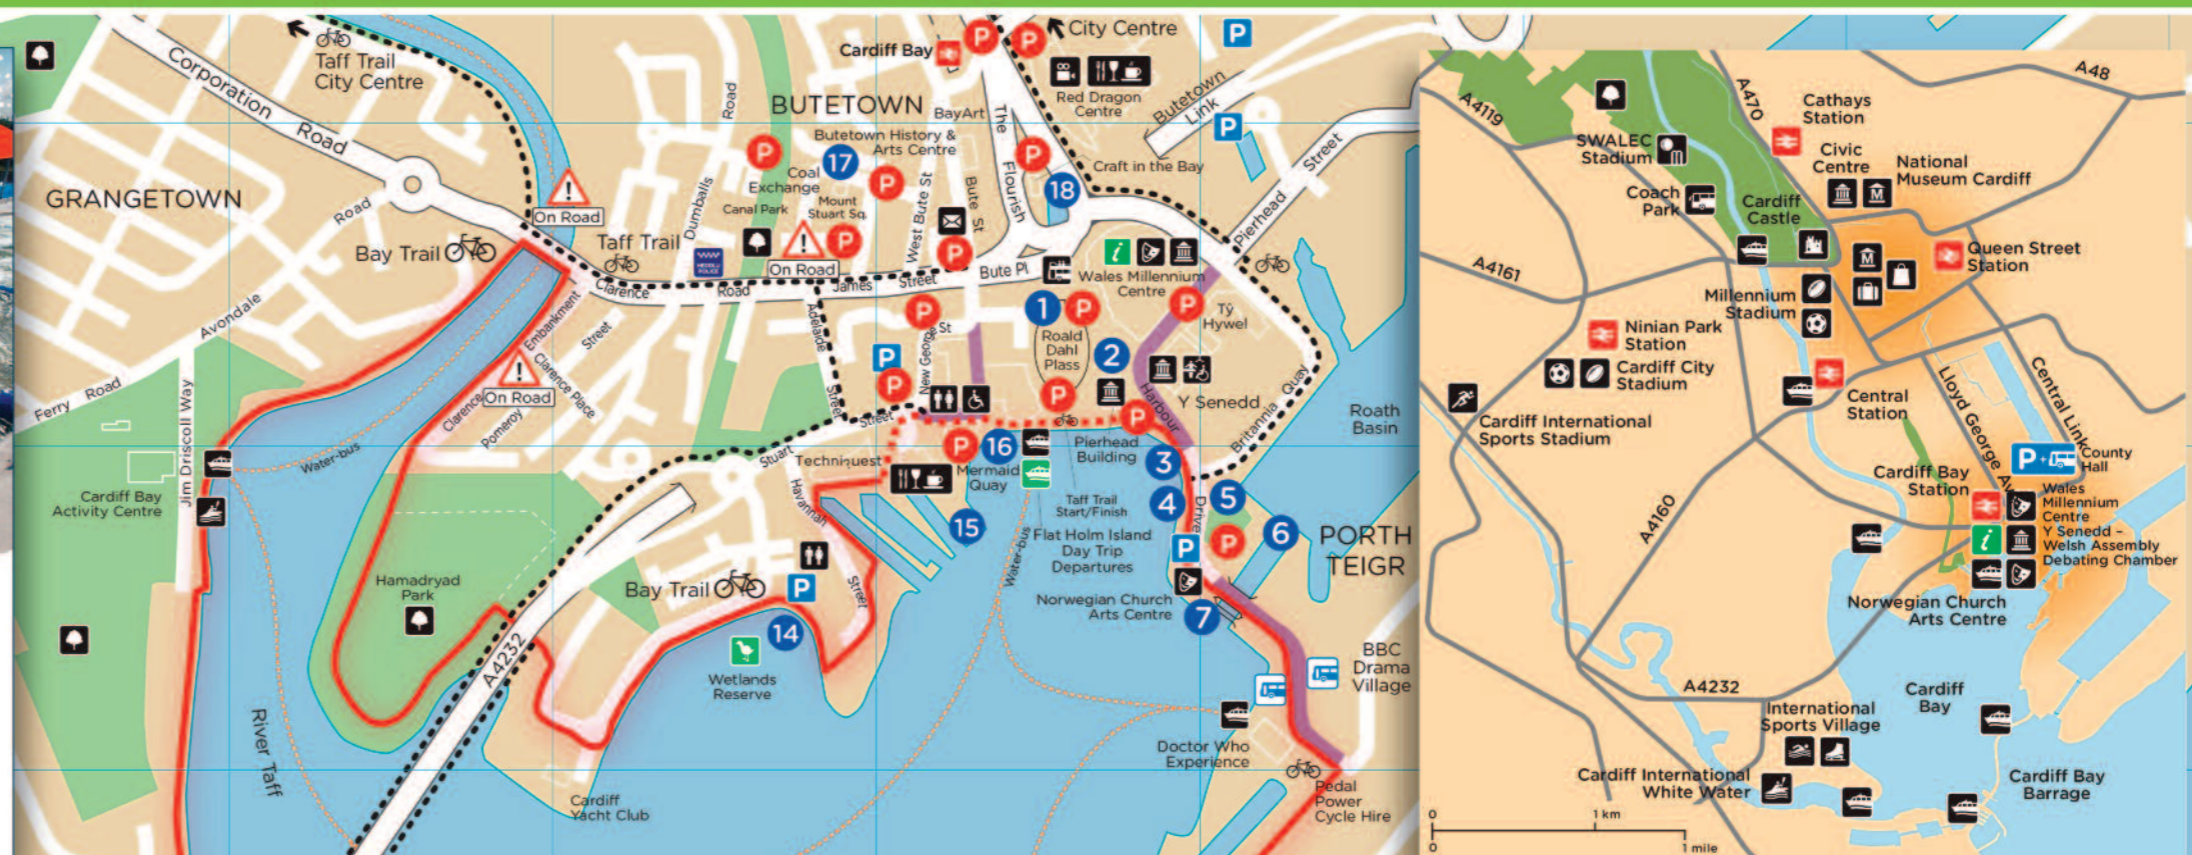 Taff Trail
City Centre
Corporation
Road
GRANGETOWN
Road
Avondale
Bay Trail
On Road
Ferry Road
Jim Driscoll Way
Cardiff Bay
Activity Centre
Water-bus
River Taff
Hamadryad
Park
Clarence
Embankment
On Road
Pomeroy
Street
Clarence Place
Taff Trail
Clarence
Road
Dumballs
Road
BUTETOWN
Butetown History &
Arts Centre
17
Coal
Exchange
Canal Park
Mount
Stuart Sq.
On Road
HEDDLU
POLICE
James
Street
West Bute St
Bute St
BayArt
Cardiff Bay
P
P
City Centre
Red Dragon
Centre
P
Butetown
Link
P
The
Flourish
Craft in the Bay
Pierhead
Street
P
P
P
P
P
18
Bute Pl
i
Wales Millennium
Centre
1
P
P
Tŷ
Hywel
Roald
Dahl
Plass
2
P
P
P
P
New George St
Adelaide
Street
Street
Stuart
Harbour
Drive
Y Senedd
Britannia Quay
Roath
Basin
P
Pierhead
Building
P
16
Mermaid
Quay
Techniquest
Havannah
Street
3
4
5
6
P
P
Taff Trail
Start/Finish
Flat Holm Island
Day Trip
Departures
Water-bus
15
PORTH
TEIGR
Norwegian Church
Arts Centre
7
Bay Trail
P
14
Wetlands
Reserve
A4232
Cardiff
Yacht Club
BBC
Drama
Village
Doctor Who
Experience
Pedal
Power
Cycle Hire
A48
A470
A4119
Cathays
Station
SWALEC
Stadium
Civic
Centre
National
Museum Cardiff
M
Coach
Park
Cardiff
Castle
A4161
M
Queen Street
Station
Millennium
Stadium
Ninian Park
Station
Cardiff City
Stadium
Cardiff International
Sports Stadium
Central
Station
Lloyd George Av
Central Link
P+
County
Hall
Cardiff Bay
Station
Wales
Millennium
Centre
i
Y Senedd –
Welsh Assembly
Debating Chamber
Norwegian Church
Arts Centre
A4160
A4232
International
Sports Village
Cardiff
Bay
Cardiff International
White Water
Cardiff Bay
Barrage
0
1 km
0
1 mile